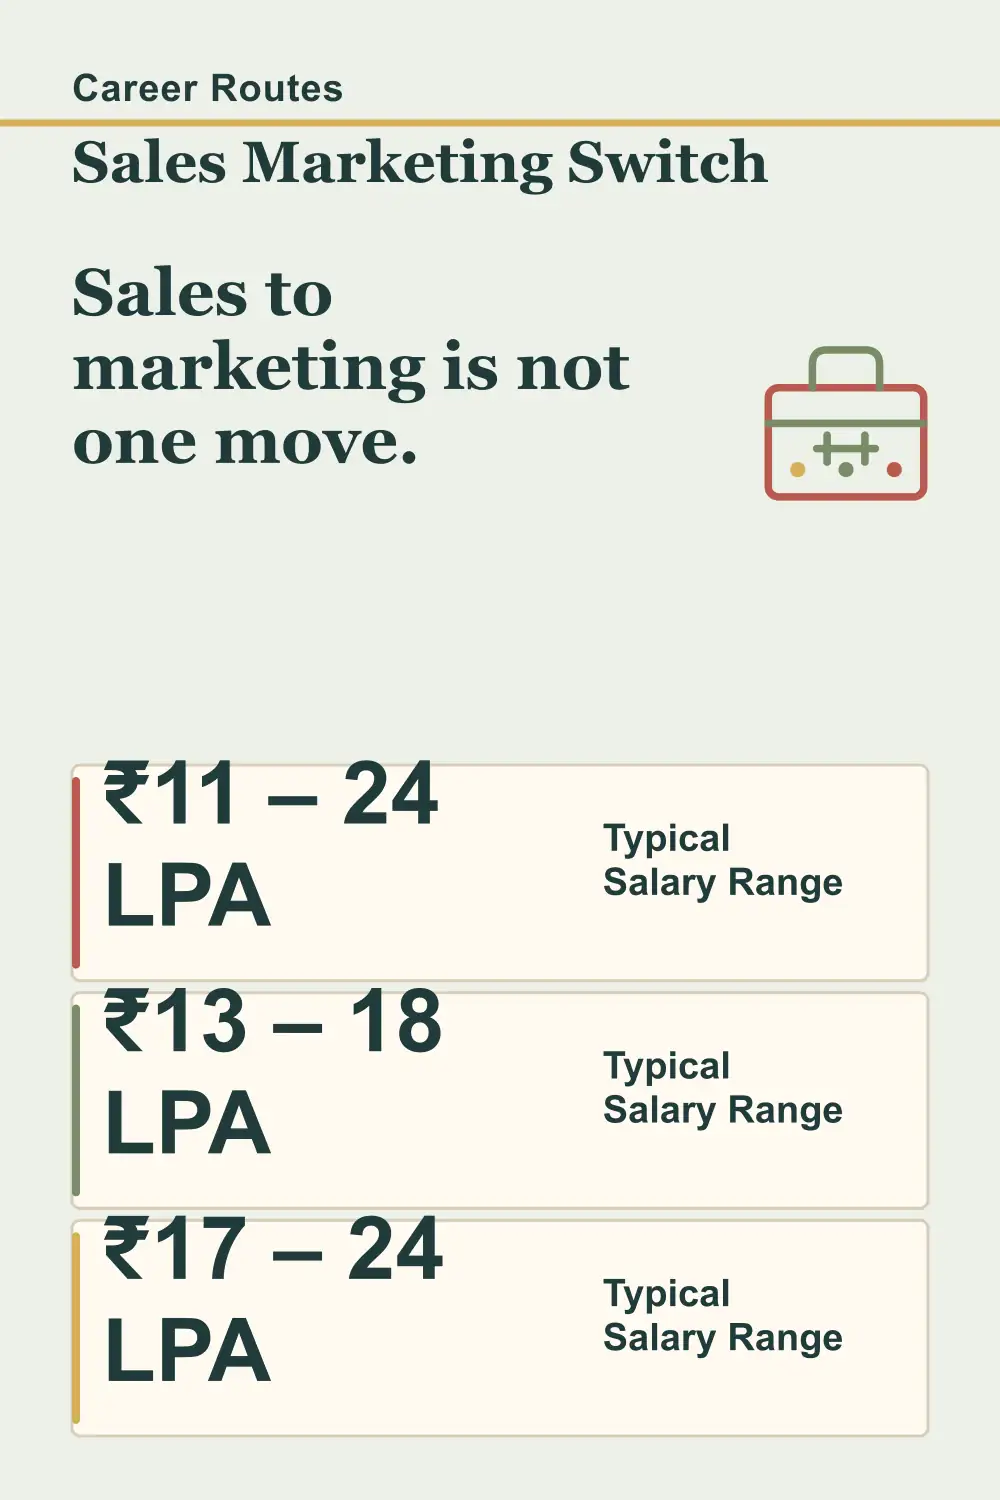 Career Routes
Sales Marketing Switch
Sales to
marketing is not
one move.
₹11 – 24
LPA
Typical
Salary Range
₹13 – 18
LPA
Typical
Salary Range
₹17 – 24
LPA
Typical
Salary Range